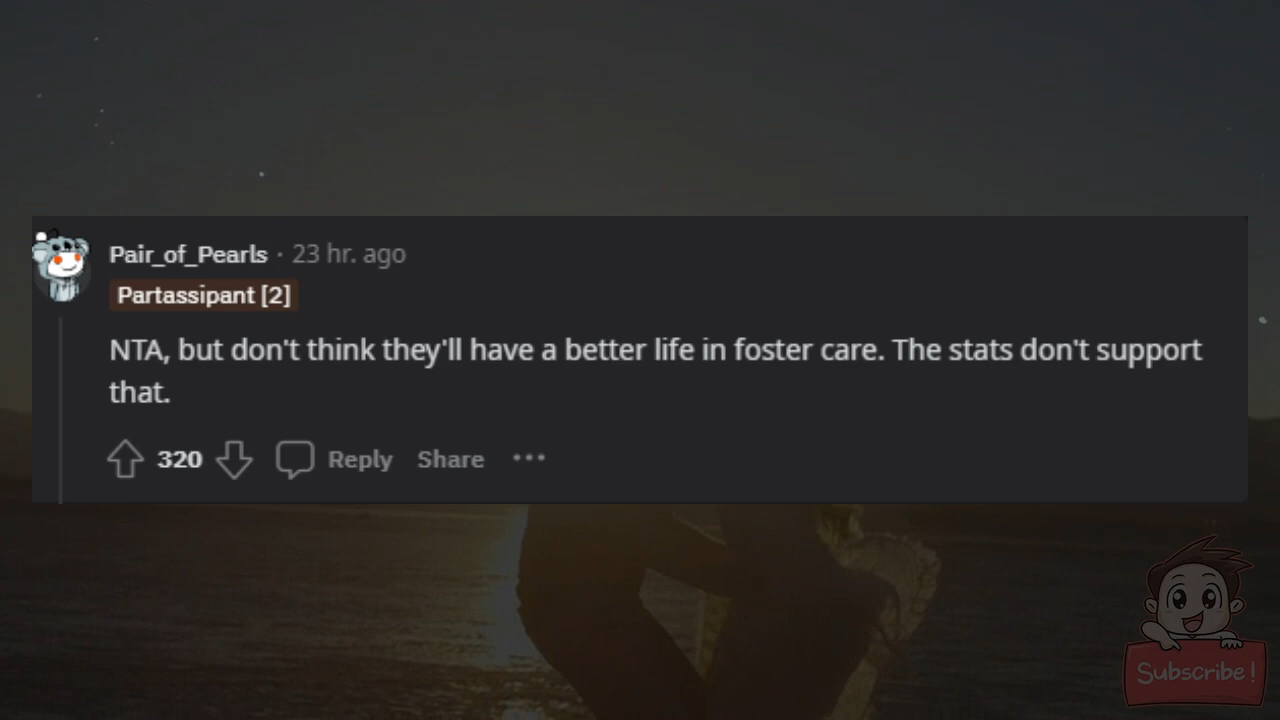 Pair_of_Pearls · 23 hr. ago
Partassipant [2]
NTA, but don't think they'll have a better life in foster care. The stats don't support
that.
320 Reply Share ...
Subscribe!